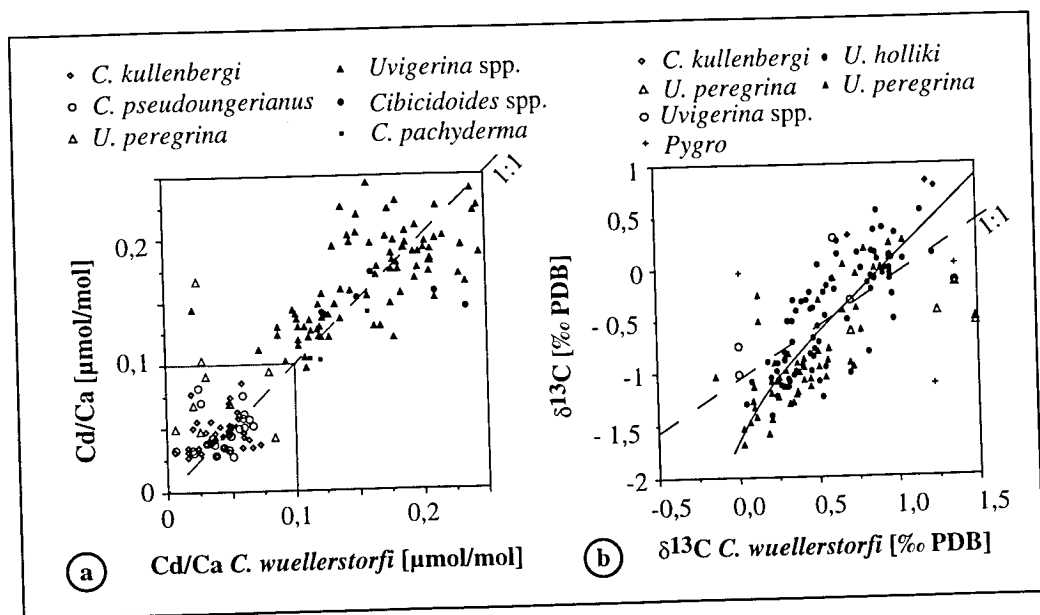 C. kullenbergi
C. pseudoungerianus
U. peregrina
Uvigerina spp.
Cibicidoides spp.
C. pachyderma
1:1
0,2
0,1
0
Cd/Ca [µmol/mol]
0
0,1
0,2
a
Cd/Ca C. wuellerstorfi [µmol/mol]
C. kullenbergi
U. peregrina
Uvigerina spp.
Pygro
U. holliki
U. peregrina
1:1
1
0,5
0
- 0,5
- 1
- 1,5
- 2
δ13C [‰ PDB]
-0,5
0,0
0,5
1,0
1,5
b
δ13C C. wuellerstorfi [‰ PDB]